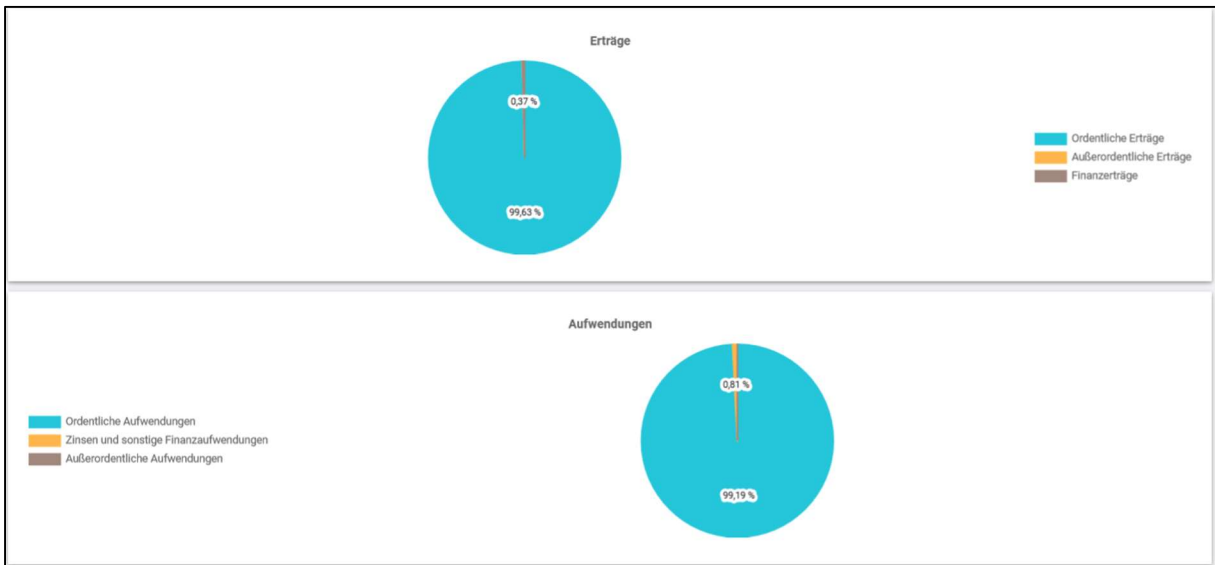 Erträge
0,37 %
99,63 %
Ordentliche Erträge
Außerordentliche Erträge
Finanzerträge
Aufwendungen
Ordentliche Aufwendungen
Zinsen und sonstige Finanzaufwendungen
Außerordentliche Aufwendungen
0,81 %
99,19 %